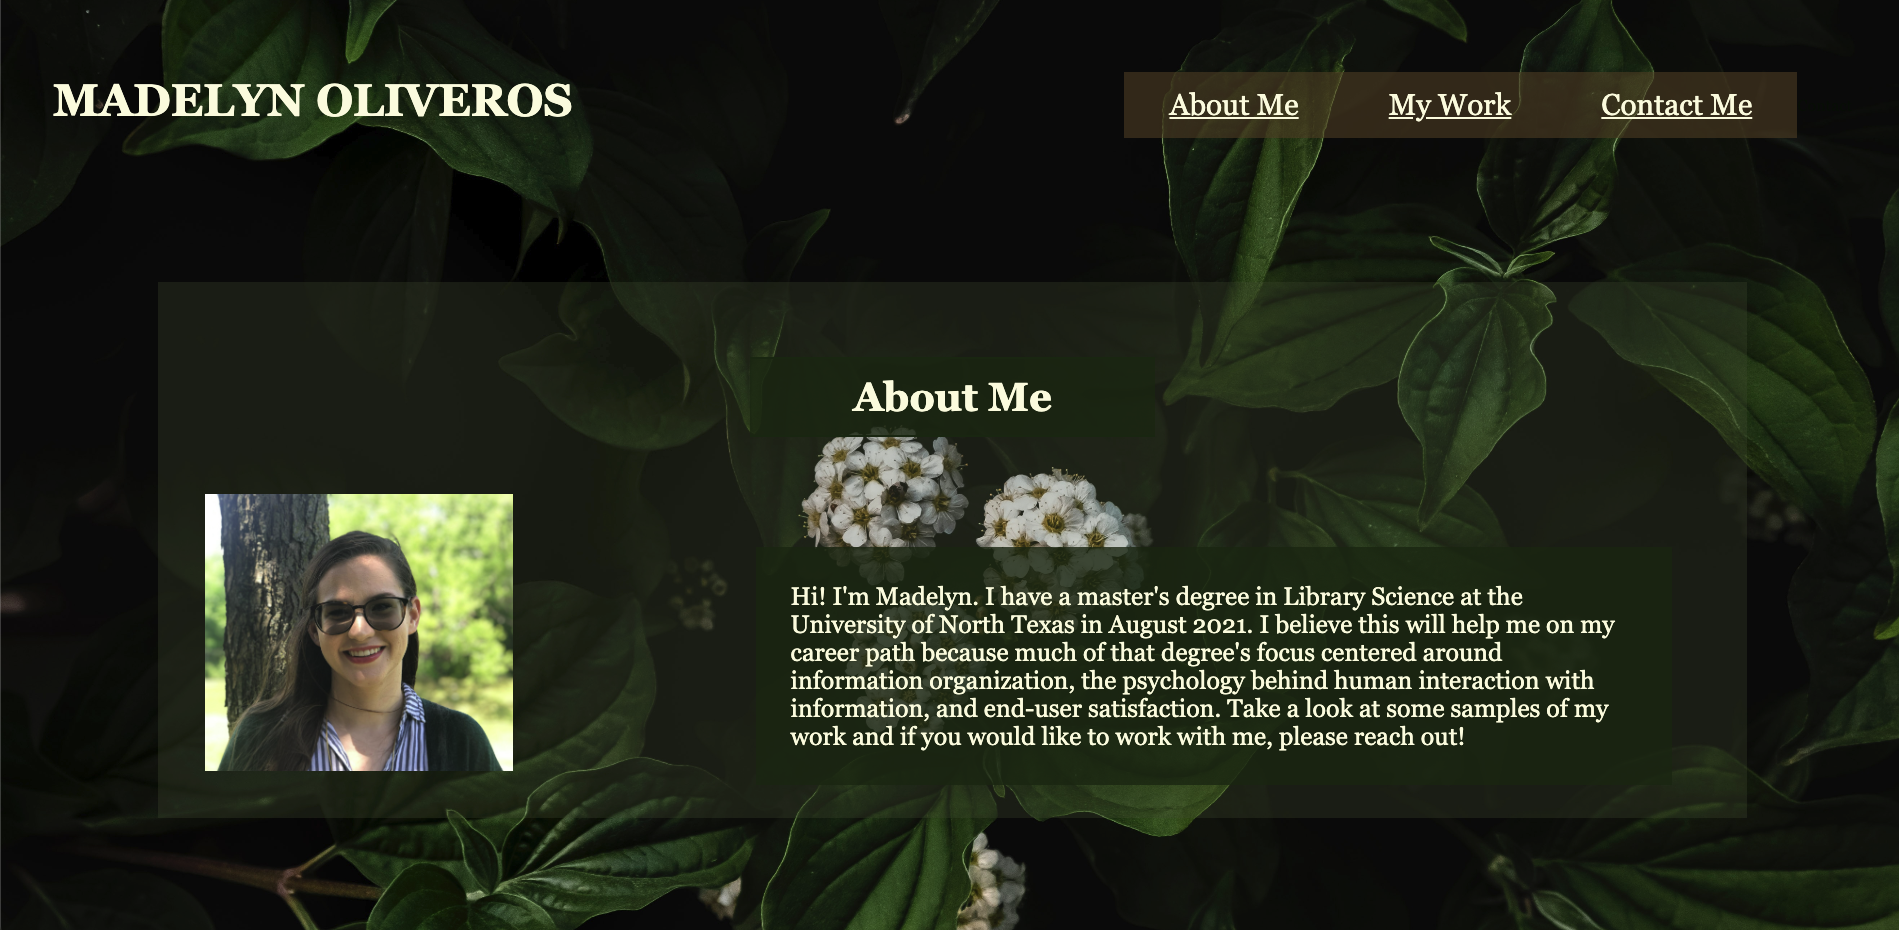 MADELYN OLIVEROS
About Me My Work Contact Me
About Me
Hi! I'm Madelyn. I have a master's degree in Library Science at the
University of North Texas in August 2021. I believe this will help me on my
career path because much of that degree's focus centered around
information organization, the psychology behind human interaction with
information, and end-user satisfaction. Take a look at some samples of my
work and if you would like to work with me, please reach out!